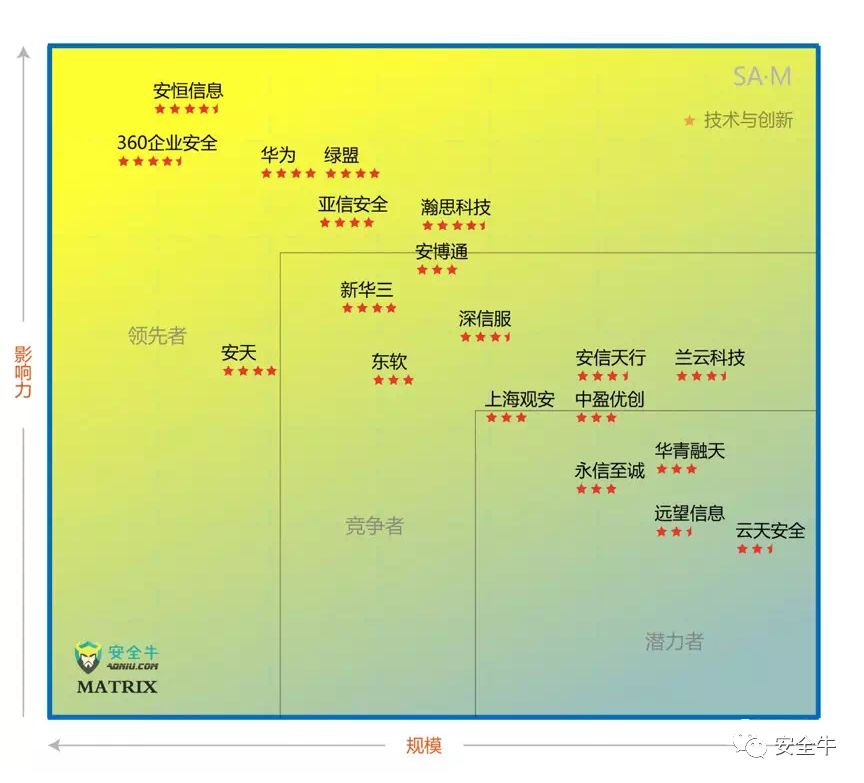 SA·M
安恒信息
★ 技术与创新
★★★★⯨
360企业安全
★★★★⯨
华为
绿盟
★★★★
★★★★
亚信安全
★★★★
瀚思科技
★★★★⯨
安博通
★★★
新华三
★★★★
深信服
★★★⯨
领先者
安天
★★★★
东软
★★★
安信天行
★★★⯨
兰云科技
★★★⯨
影响力
上海观安
★★★
中盈优创
★★★
华青融天
★★★
永信至诚
★★★
远望信息
★★⯨
竞争者
云天安全
★★⯨
潜力者
安全牛
AQNIU.COM
MATRIX
规模
安全牛